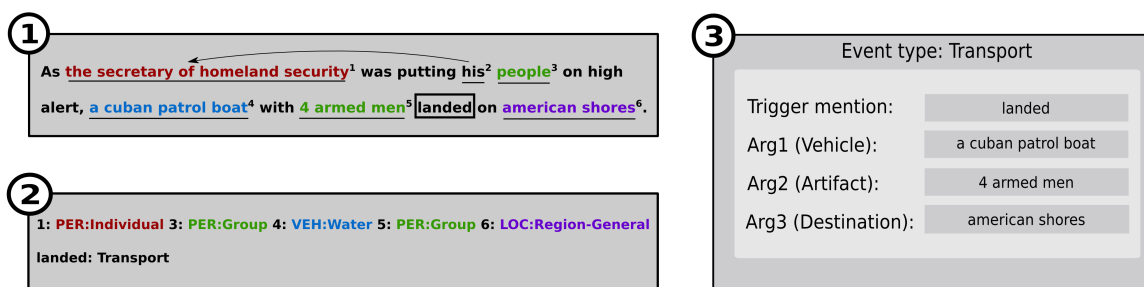 1
As the secretary of homeland security1 was putting his2 people3 on high
alert, a cuban patrol boat4 with 4 armed men5 landed on american shores6.
2
1: PER:Individual 3: PER:Group 4: VEH:Water 5: PER:Group 6: LOC:Region-General
landed: Transport
3
Event type: Transport
Trigger mention: landed
Arg1 (Vehicle): a cuban patrol boat
Arg2 (Artifact): 4 armed men
Arg3 (Destination): american shores